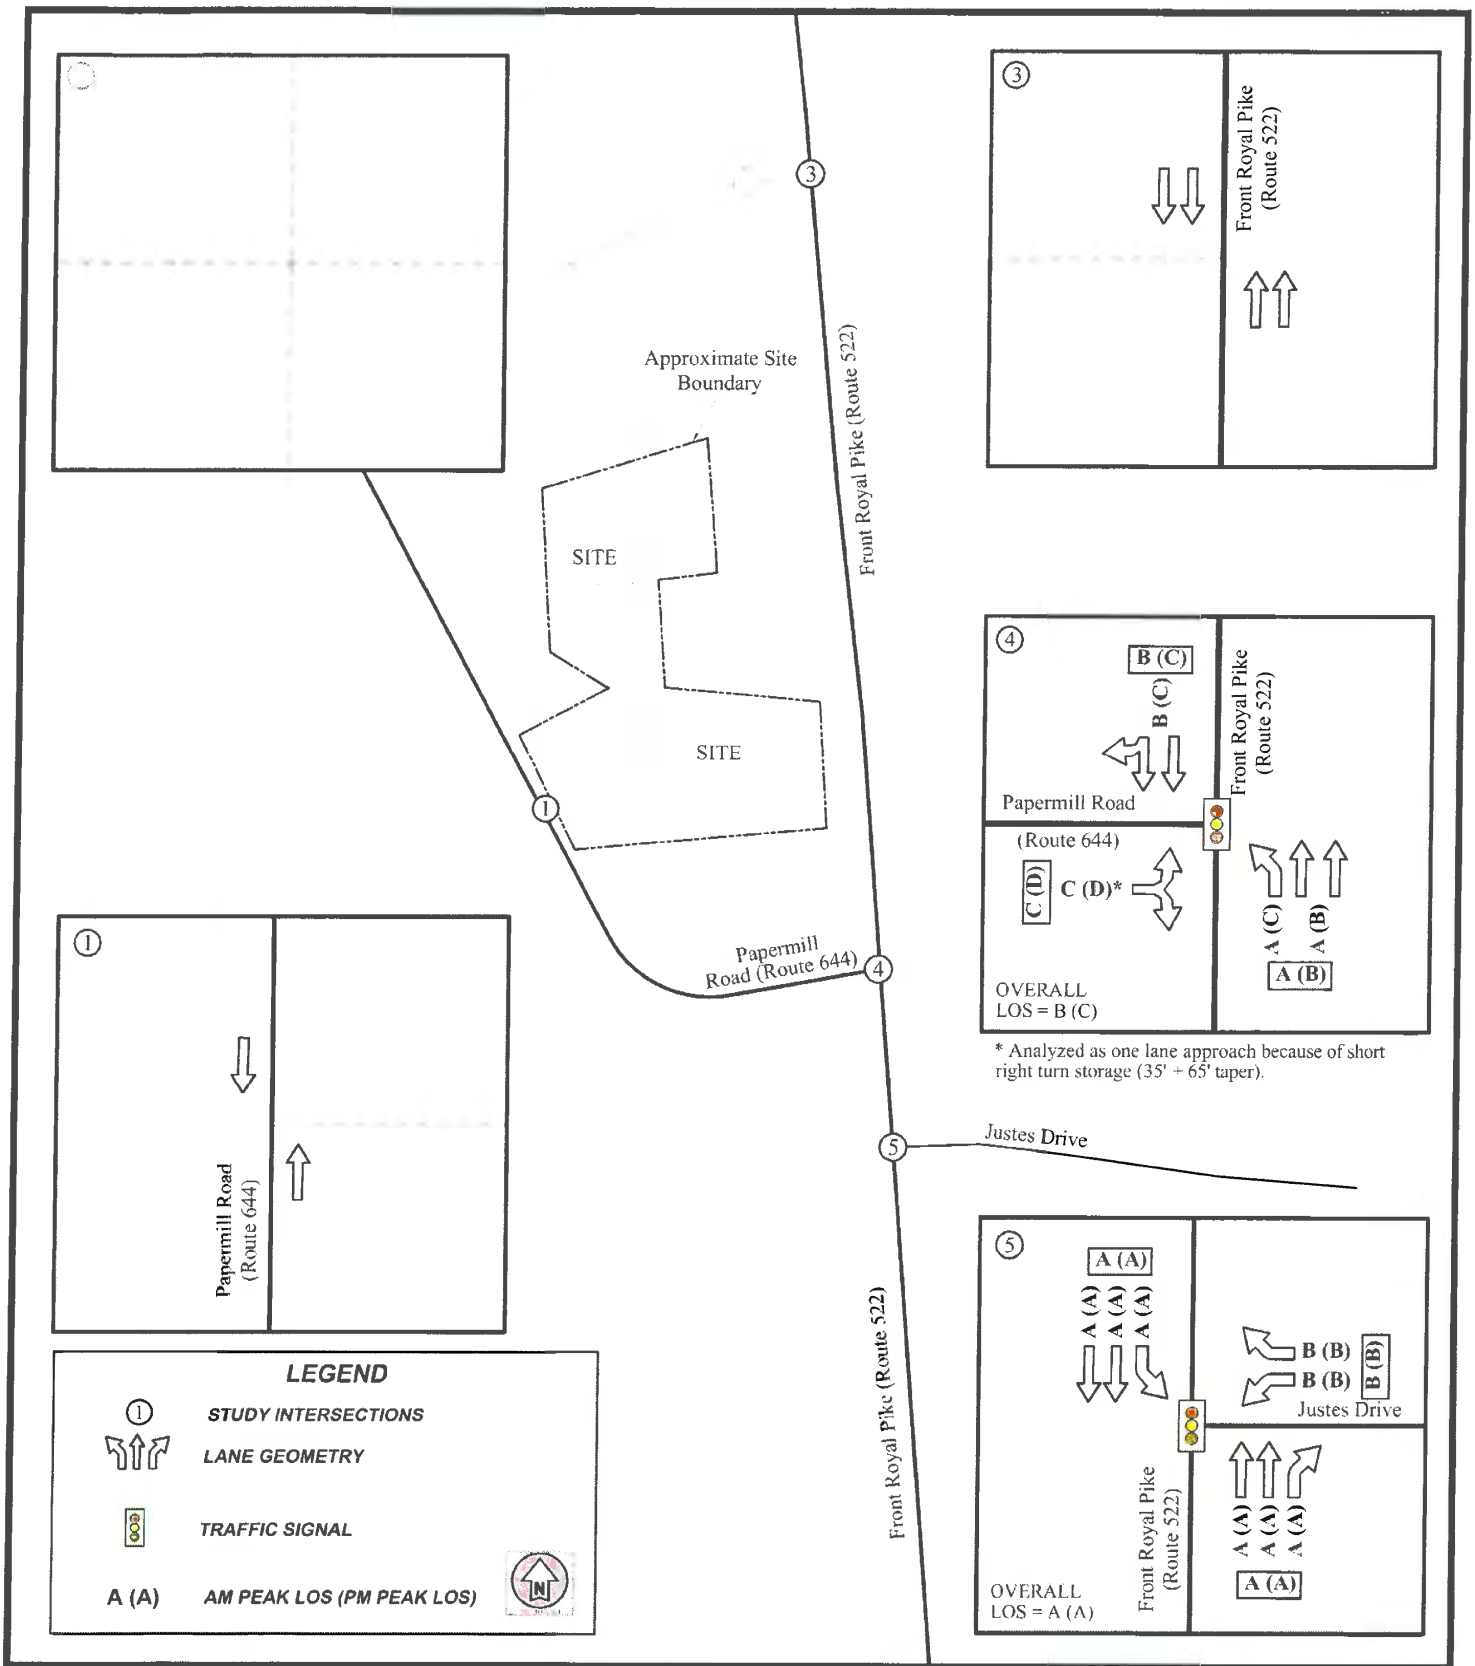 3
Front Royal Pike
(Route 522)
3
Approximate Site
Boundary
Front Royal Pike (Route 522)
SITE
SITE
1
Papermill
Road (Route 644)
4
4
B (C)
B (C)
Front Royal Pike
(Route 522)
Papermill Road
(Route 644)
C (D)
C (D)*
A (C)
A (B)
A (B)
OVERALL
LOS = B (C)
* Analyzed as one lane approach because of short
right turn storage (35' + 65' taper).
1
Papermill Road
(Route 644)
5
Justes Drive
Front Royal Pike (Route 522)
5
A (A)
A (A)
A (A)
A (A)
B (B)
B (B)
B (B)
Justes Drive
Front Royal Pike
(Route 522)
A (A)
A (A)
A (A)
A (A)
OVERALL
LOS = A (A)
LEGEND
1
STUDY INTERSECTIONS
LANE GEOMETRY
TRAFFIC SIGNAL
A (A)
AM PEAK LOS (PM PEAK LOS)
N